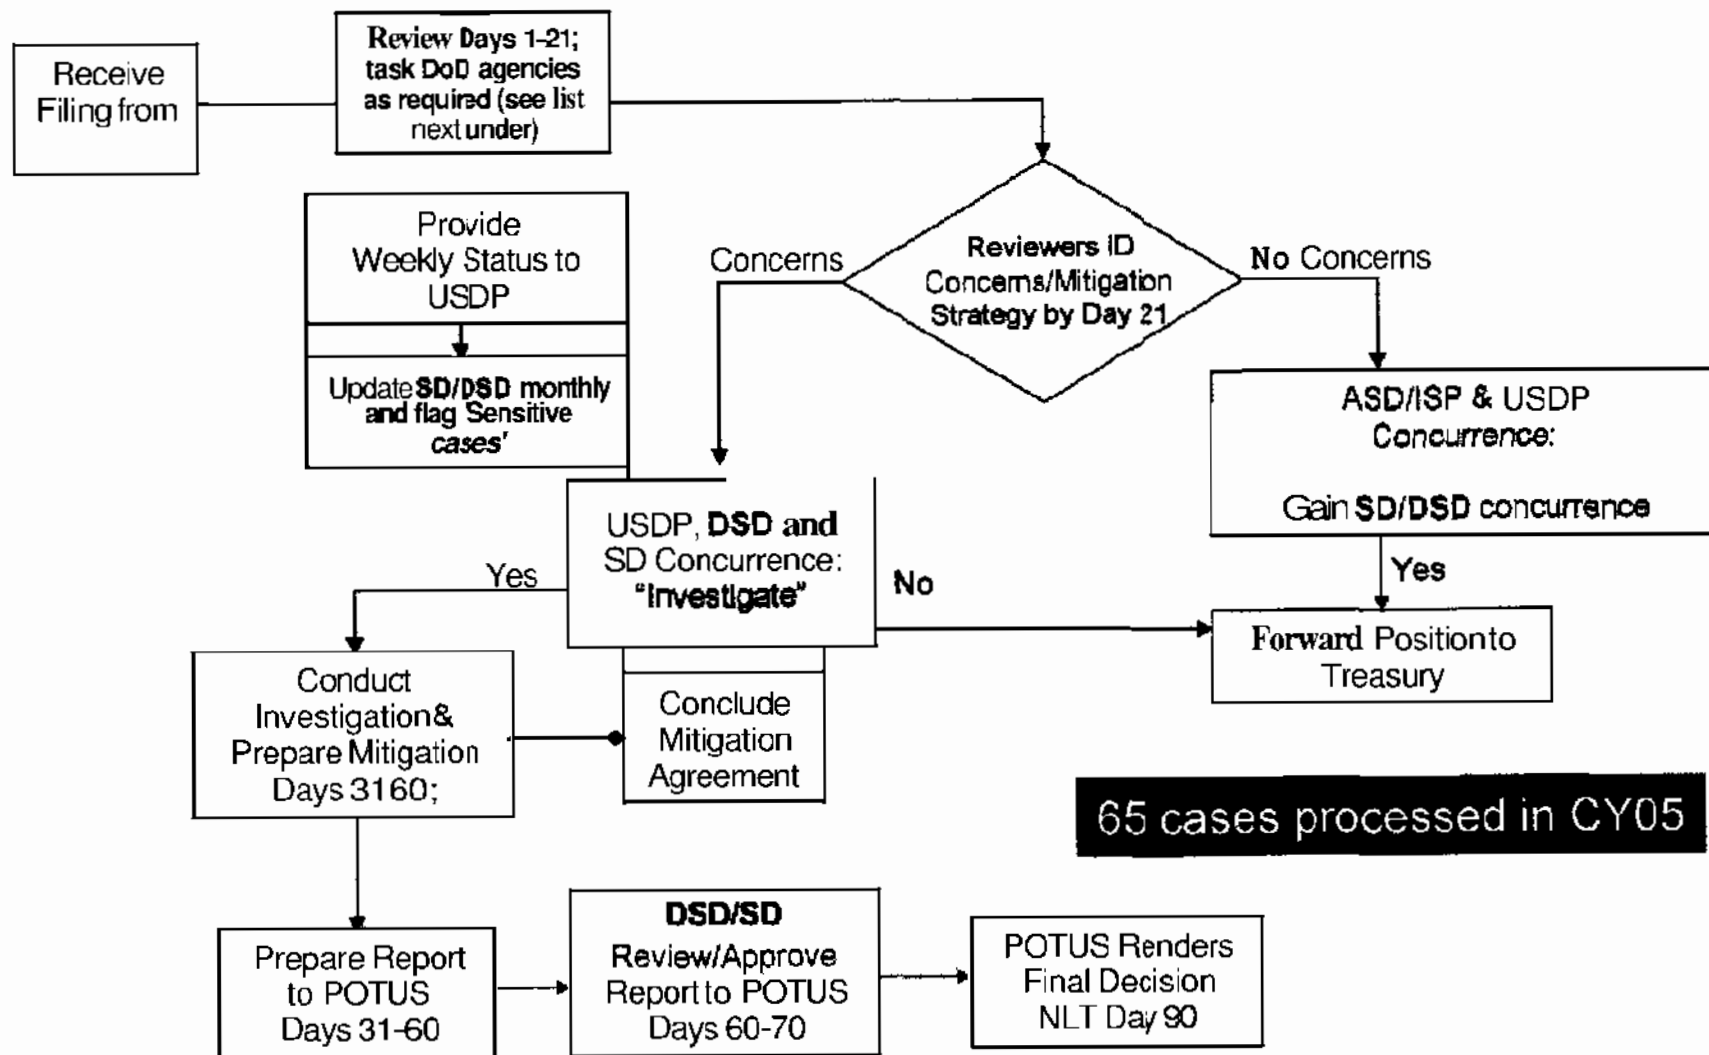 Receive
Filing from
Review Days 1-21;
task DoD agencies
as required (see list
next under)
Provide
Weekly Status to
USDP
Update SD/DSD monthly
and flag Sensitive
cases'
Concerns
Reviewers ID
Concerns/Mitigation
Strategy by Day 21
No Concerns
ASD/ISP & USDP
Concurrence:
Gain SD/DSD concurrence
USDP, DSD and
SD Concurrence:
"Investigate"
Yes
No
Yes
Forward Position to
Treasury
Conduct
Investigation &
Prepare Mitigation
Days 3160;
Conclude
Mitigation
Agreement
65 cases processed in CY05
Prepare Report
to POTUS
Days 31-60
DSD/SD
Review/Approve
Report to POTUS
Days 60-70
POTUS Renders
Final Decision
NLT Day 90